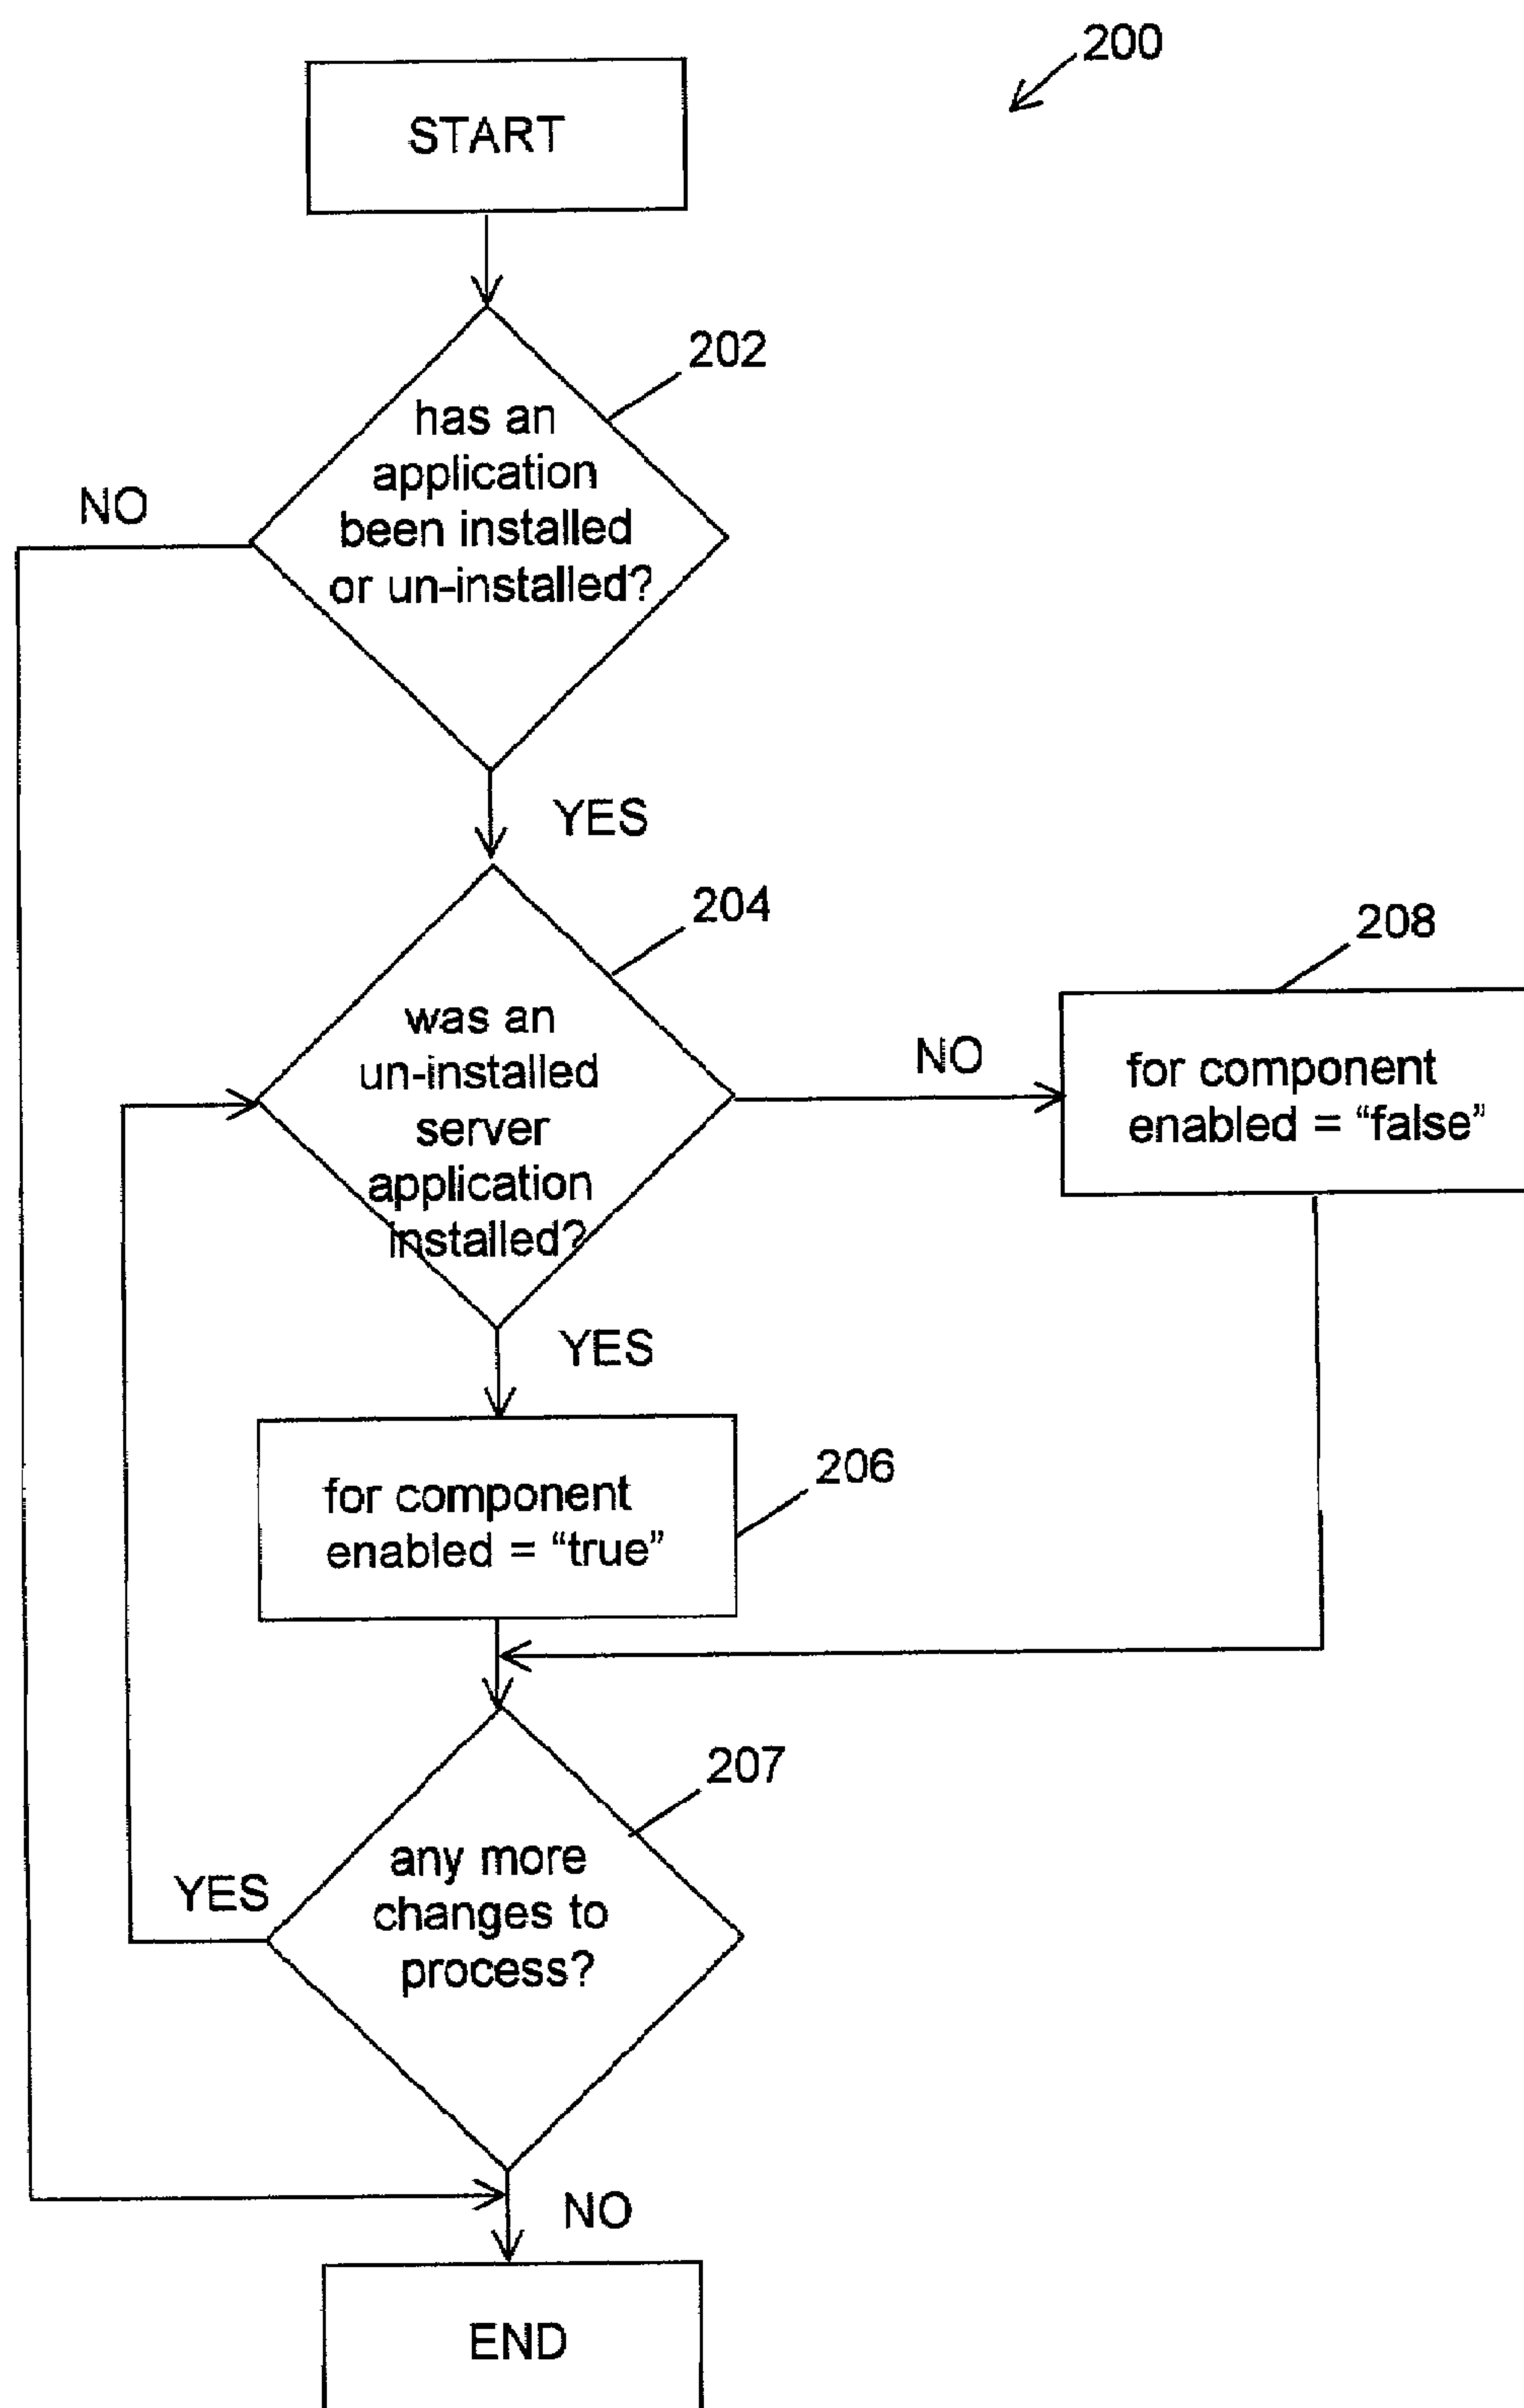 200
START
202
has an
application
been installed
or un-installed?
NO
YES
204
was an
un-installed
server
application
installed?
NO
208
for component
enabled = “false”
YES
206
for component
enabled = “true”
207
any more
changes to
process?
YES
NO
END